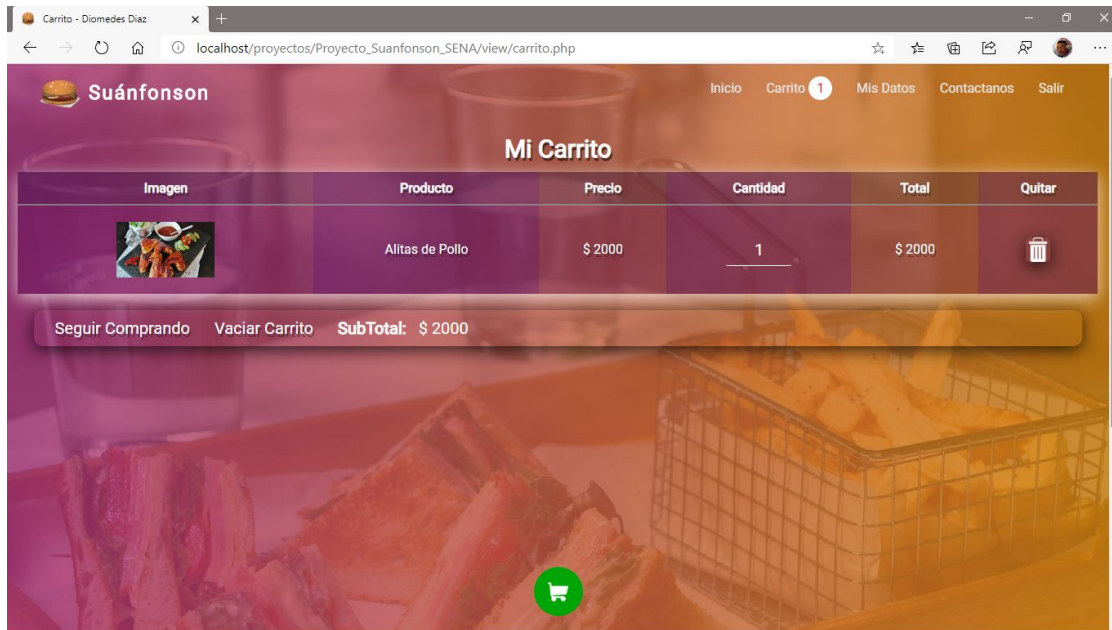 Carrito - Diomedes Diaz
localhost/proyectos/Proyecto_Suanfonson_SENA/view/carrito.php
Suánfonson
Inicio Carrito 1 Mis Datos Contactanos Salir
Mi Carrito
Imagen Producto Precio Cantidad Total Quitar
Alitas de Pollo $ 2000 1 $ 2000
Seguir Comprando Vaciar Carrito SubTotal: $ 2000